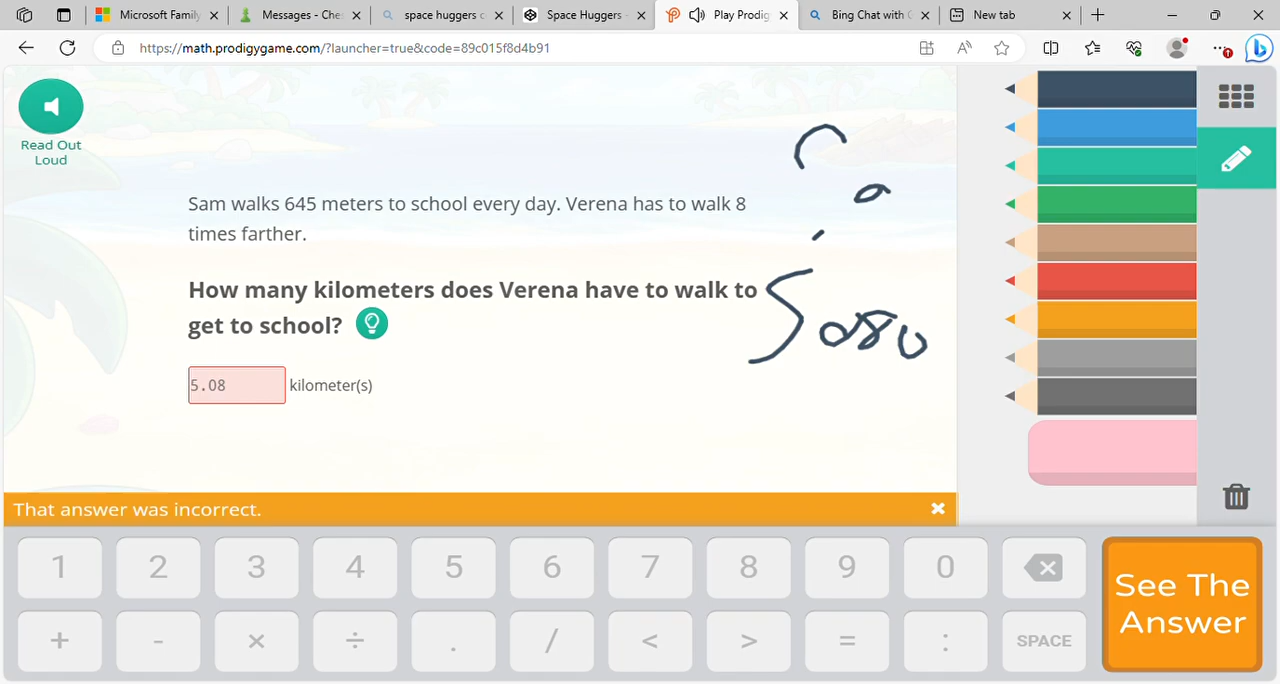 Microsoft Family
Messages - Ches
space huggers c
Space Huggers -
Play Prodig
Bing Chat with G
New tab
https://math.prodigygame.com/?launcher=true&code=89c015f8d4b91
Read Out
Loud
Sam walks 645 meters to school every day. Verena has to walk 8
times farther.
How many kilometers does Verena have to walk to
get to school?
5.08 kilometer(s)
5080
That answer was incorrect.
1 2 3 4 5 6 7 8 9 0
+ - × ÷ . / < > = : SPACE
See The
Answer